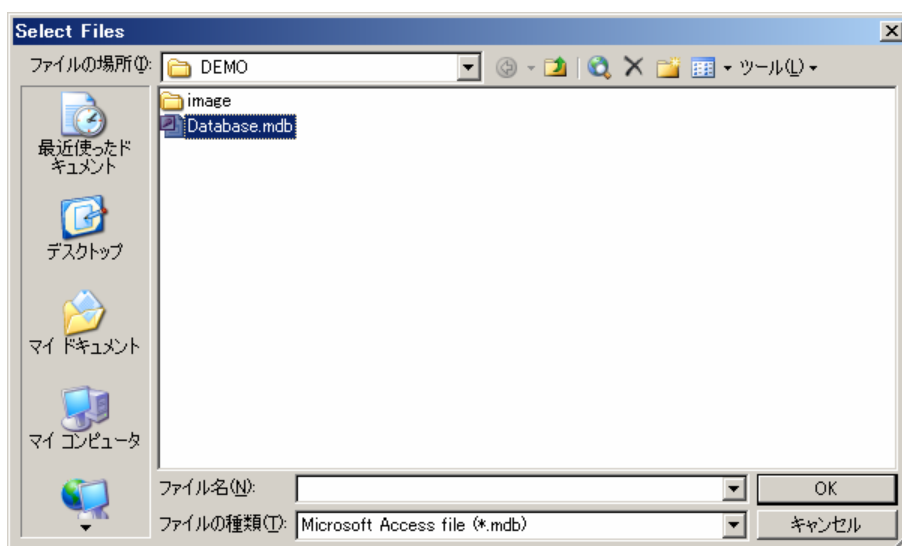 Select Files
ファイルの場所(I):
DEMO
ツール(L)
image
Database.mdb
最近使ったド
キュメント
デスクトップ
マイ ドキュメント
マイ コンピュータ
ファイル名(N):
OK
ファイルの種類(T):
Microsoft Access file (*.mdb)
キャンセル